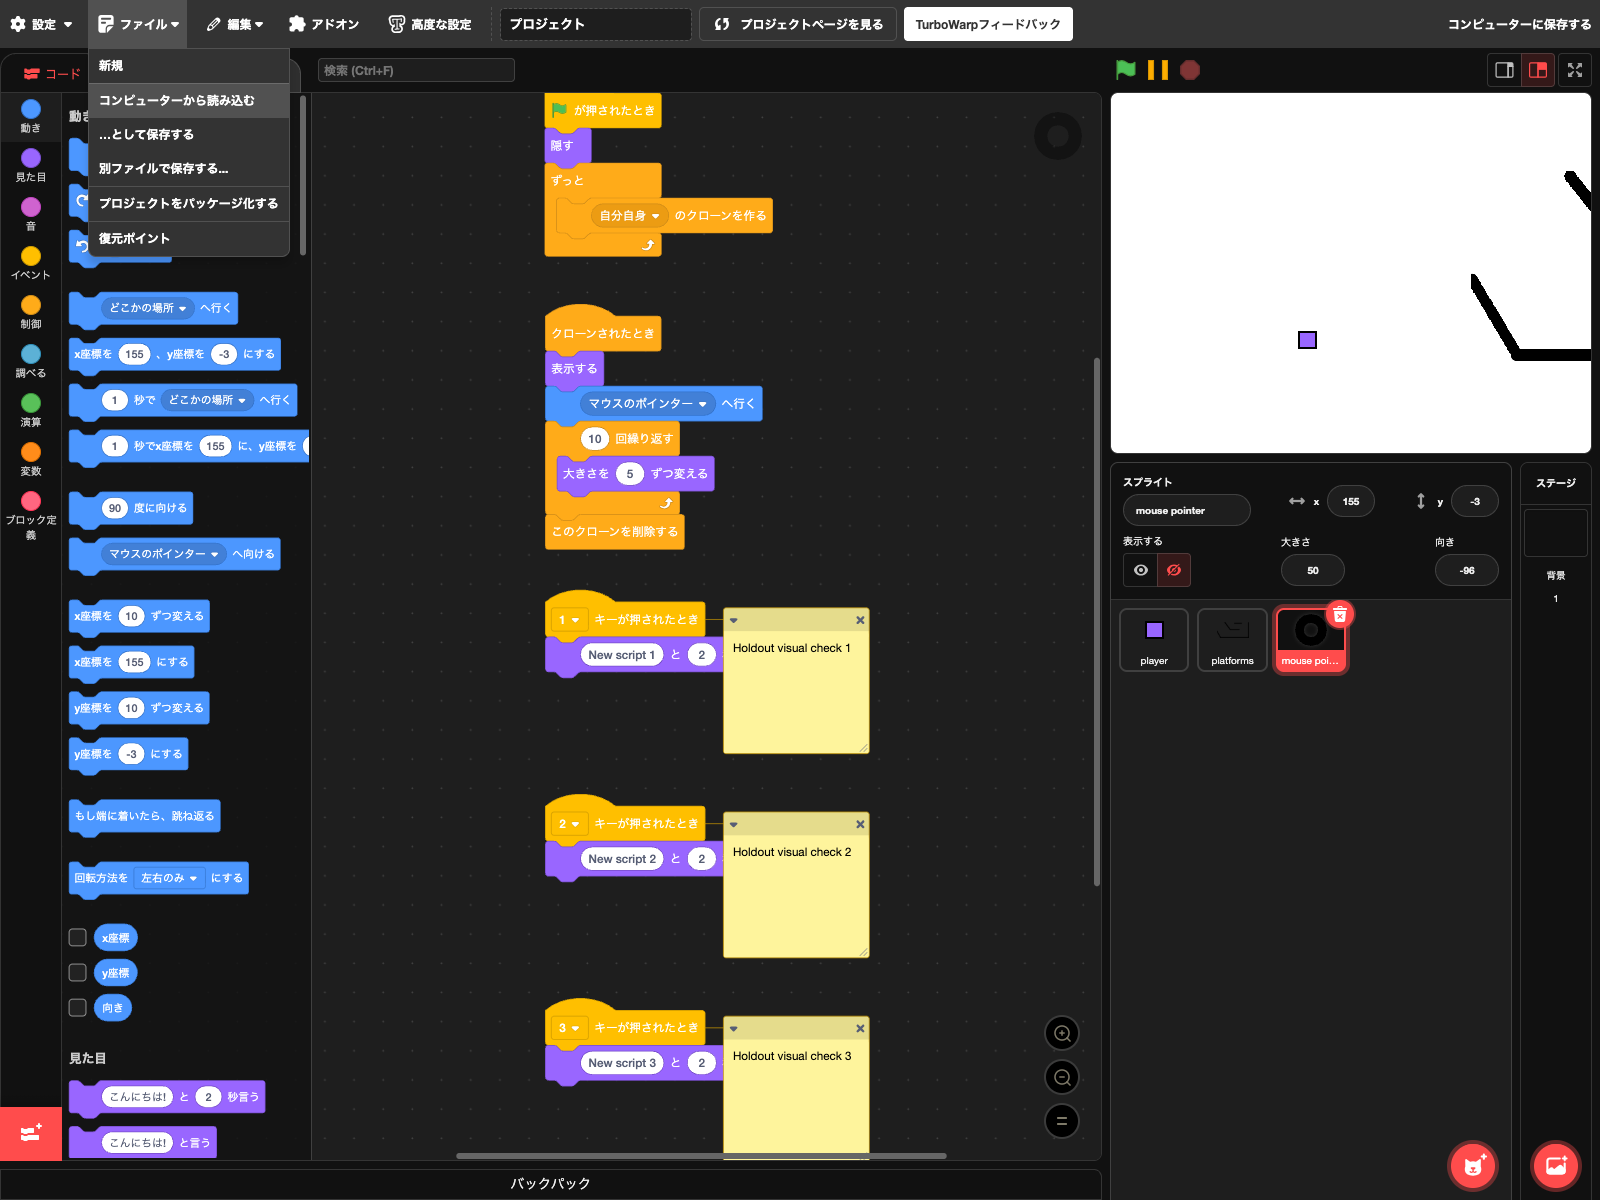 設定
ファイル
編集
アドオン
高度な設定
プロジェクト
プロジェクトページを見る
TurboWarpフィードバック
コンピューターに保存する
新規
コンピューターから読み込む
...として保存する
別ファイルで保存する...
プロジェクトをパッケージ化する
復元ポイント
コード
検索 (Ctrl+F)
動き
見た目
音
イベント
制御
調べる
演算
変数
ブロック定義
どこかの場所 へ行く
x座標を 155 、y座標を -3 にする
1 秒で どこかの場所 へ行く
1 秒でx座標を 155 に、y座標を
90 度に向ける
マウスのポインター へ向ける
x座標を 10 ずつ変える
x座標を 155 にする
y座標を 10 ずつ変える
y座標を -3 にする
もし端に着いたら、跳ね返る
回転方法を 左右のみ にする
x座標
y座標
向き
見た目
こんにちは! と 2 秒言う
こんにちは! と言う
が押されたとき
隠す
ずっと
自分自身 のクローンを作る
クローンされたとき
表示する
マウスのポインター へ行く
10 回繰り返す
大きさを 5 ずつ変える
このクローンを削除する
1 キーが押されたとき
New script 1 と 2
Holdout visual check 1
2 キーが押されたとき
New script 2 と 2
Holdout visual check 2
3 キーが押されたとき
New script 3 と 2
Holdout visual check 3
バックパック
スプライト
mouse pointer
x 155
y -3
表示する
大きさ
50
向き
-96
player
platforms
mouse poi...
ステージ
背景
1